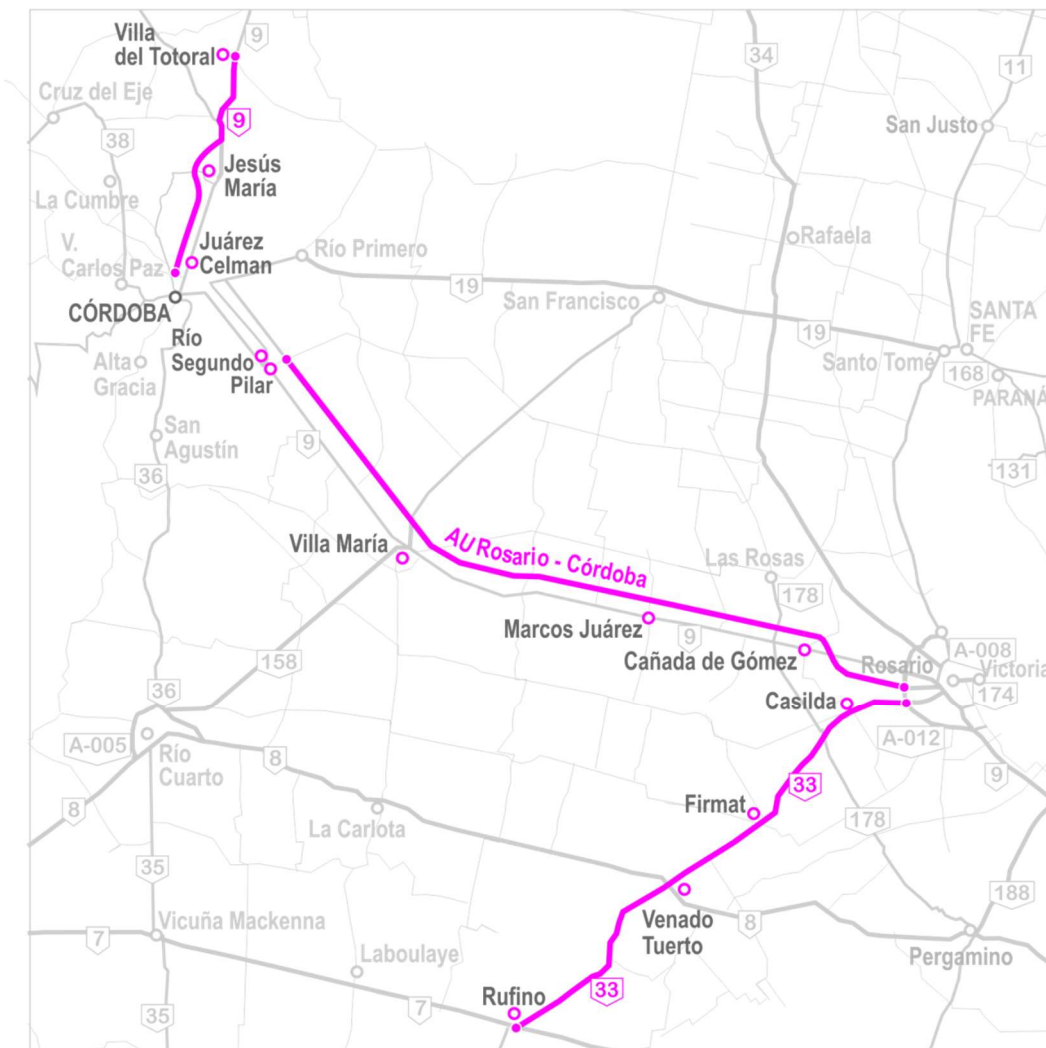 Villa
del Totoral
9
34
11
Cruz del Eje
9
38
San Justo
Jesús
María
La Cumbre
Juárez
Celman
V.
Carlos Paz
Río Primero
Rafaela
19
San Francisco
CÓRDOBA
SANTA
FE
19
Río
Segundo
Pilar
Alta
Gracia
Santo Tomé
168
PARANÁ
San
Agustín
9
36
131
Villa María
AU Rosario - Córdoba
Las Rosas
178
Marcos Juárez
9
Cañada de Gómez
A-008
Rosario
Victoria
158
174
36
Casilda
A-005
A-012
Río
Cuarto
8
9
33
8
Firmat
La Carlota
178
35
188
Vicuña Mackenna
Venado
Tuerto
8
7
Laboulaye
Pergamino
Rufino
33
7
35